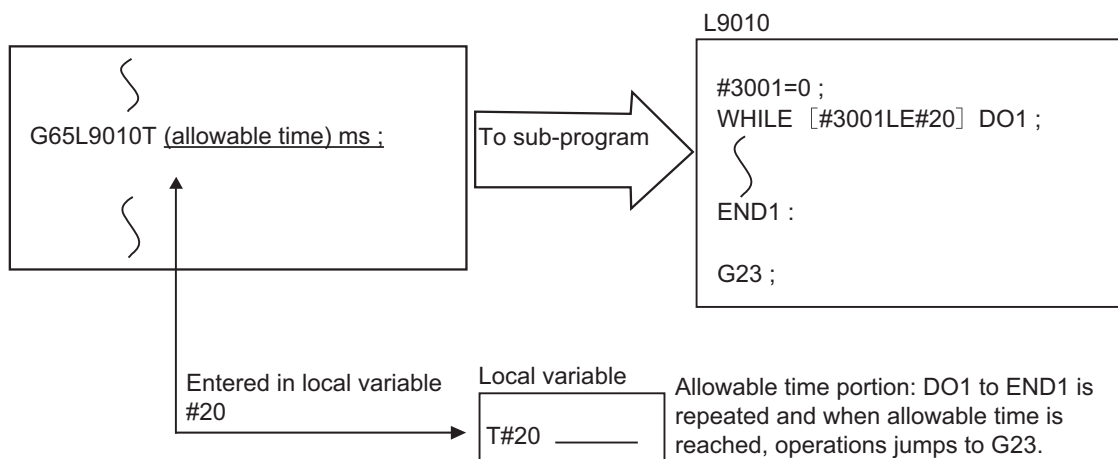 L9010
G65L9010T (allowable time) ms ;
To sub-program
#3001=0 ;
WHILE [#3001LE#20] DO1 ;
END1 :
G23 ;
Entered in local variable
#20
Local variable
T#20
Allowable time portion: DO1 to END1 is
repeated and when allowable time is
reached, operations jumps to G23.